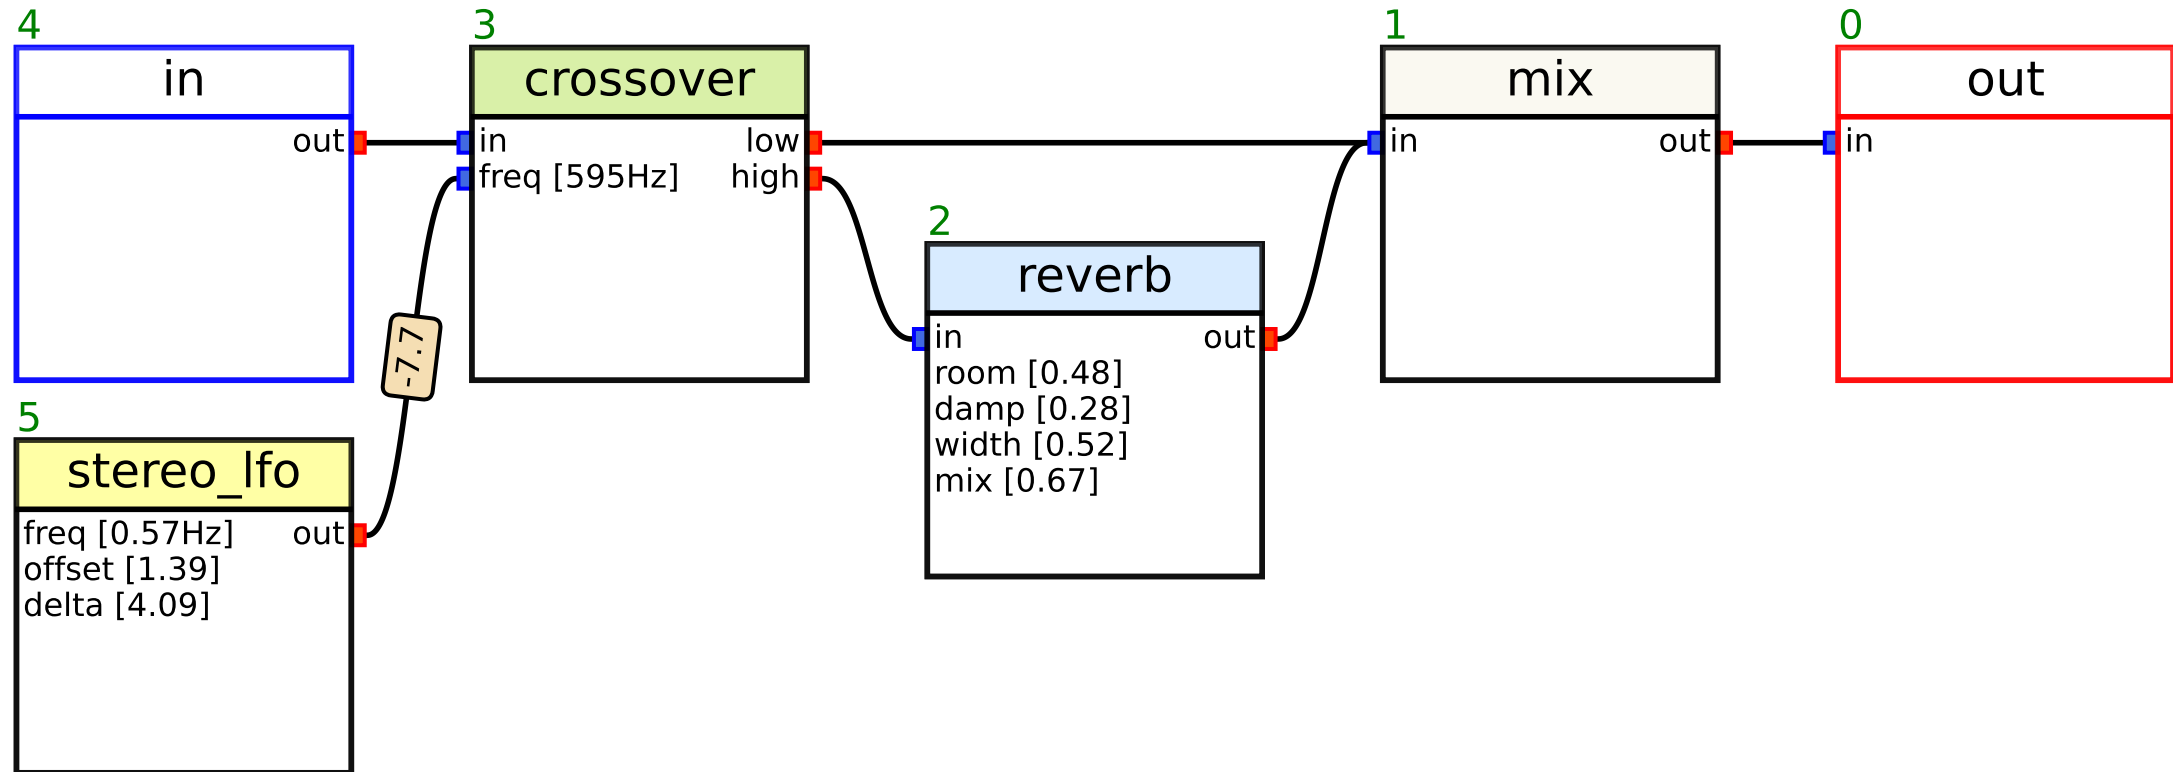 4
in
out
3
crossover
in
low
freq [595Hz]
high
-7.7
5
stereo_lfo
freq [0.57Hz]
out
offset [1.39]
delta [4.09]
2
reverb
in
out
room [0.48]
damp [0.28]
width [0.52]
mix [0.67]
1
mix
in
out
0
out
in